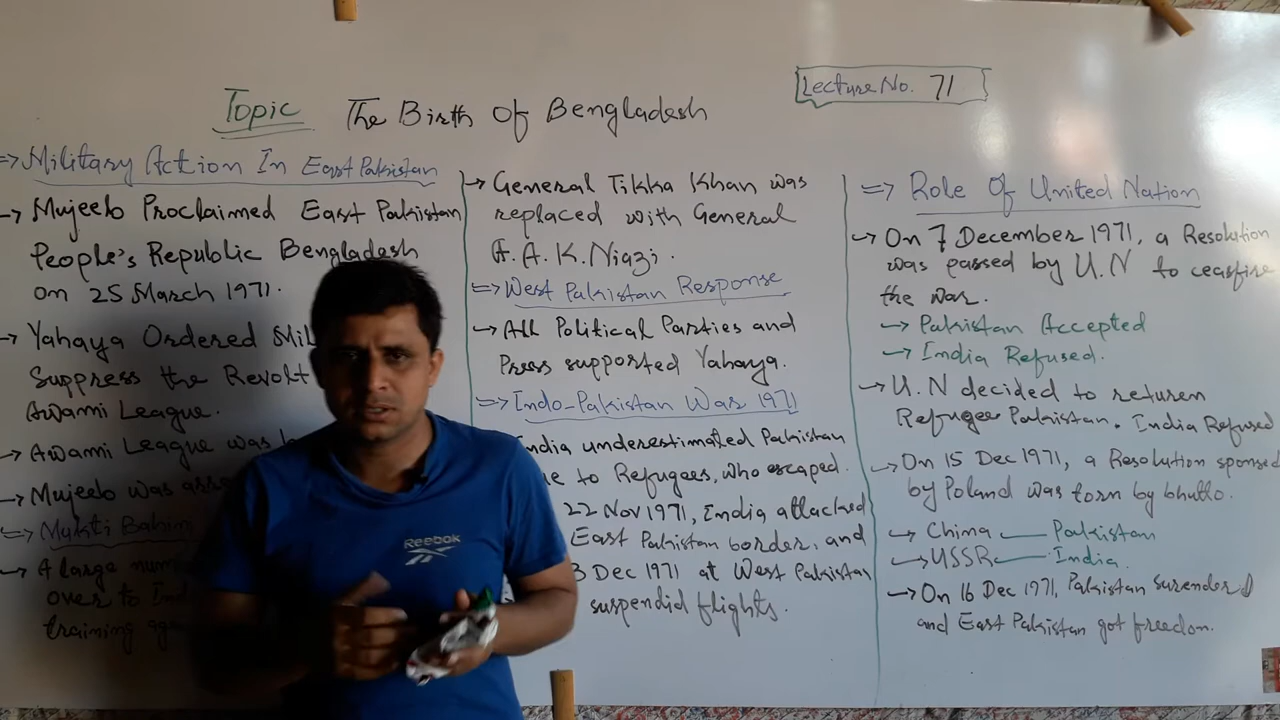 Lecture No. 71
Topic The Birth Of Bengladesh
=> Military Action In East Pakistan
→ Mujeeb Proclaimed East Pakistan
People's Republic Bengladesh
on 25 March 1971.
→ Yahaya Ordered Mil
Suppress the Revolt
Awami League.
→ Awami League was
→ Mujeeb was
=> Mukti Bahini
→ A large num
over to Ind
training
→ General Tikka Khan was
replaced with General
A. A. K. Niazi.
=> West Pakistan Response
→ All Political Parties and
Press supported Yahaya.
=> Indo-Pakistan War 1971
India underestimated Pakistan
to Refugees, who escaped.
22 Nov 1971, India attacked
East Pakistan border, and
3 Dec 1971 at West Pakistan
suspendid flights.
=> Role Of United Nation
→ On 7 December 1971, a Resolution
was passed by U.N to ceasfire
the war.
→ Pakistan Accepted
→ India Refused.
→ U.N decided to returen
Refugee Pakistan. India Refused
→ On 15 Dec 1971, a Resolution sponsed
by Poland was torn by bhutto.
→ China — Pakistan
→ USSR — India.
→ On 16 Dec 1971, Pakistan surenderd
and East Pakistan got freedom.
Reebok